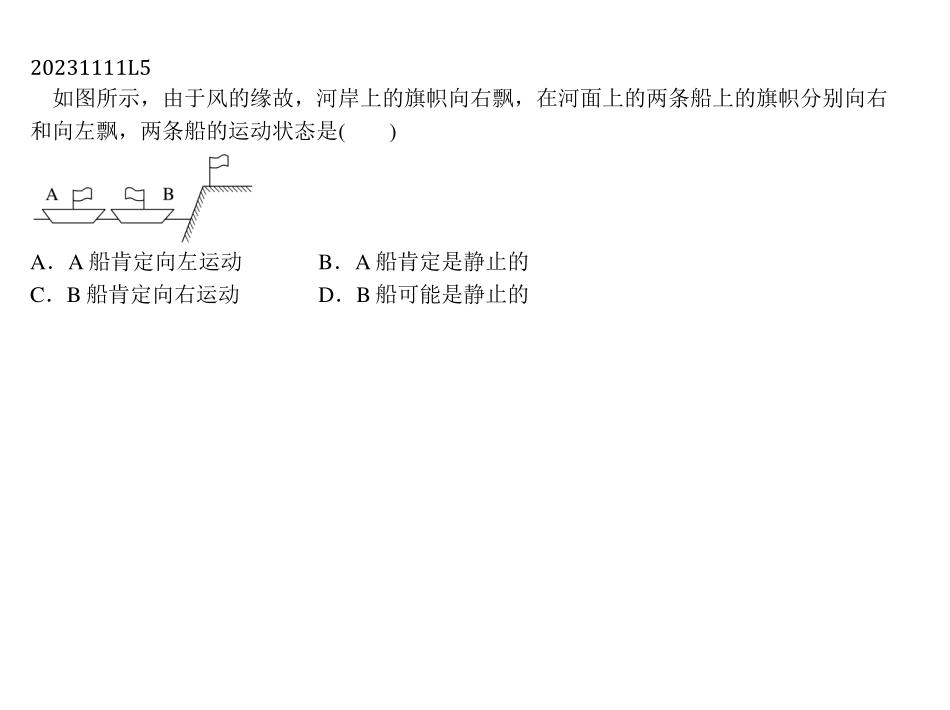 20231111L5
如图所示，由于风的缘故，河岸上的旗帜向右飘，在河面上的两条船上的旗帜分别向右
和向左飘，两条船的运动状态是(　　)
A B
A．A 船肯定向左运动 B．A 船肯定是静止的
C．B 船肯定向右运动 D．B 船可能是静止的